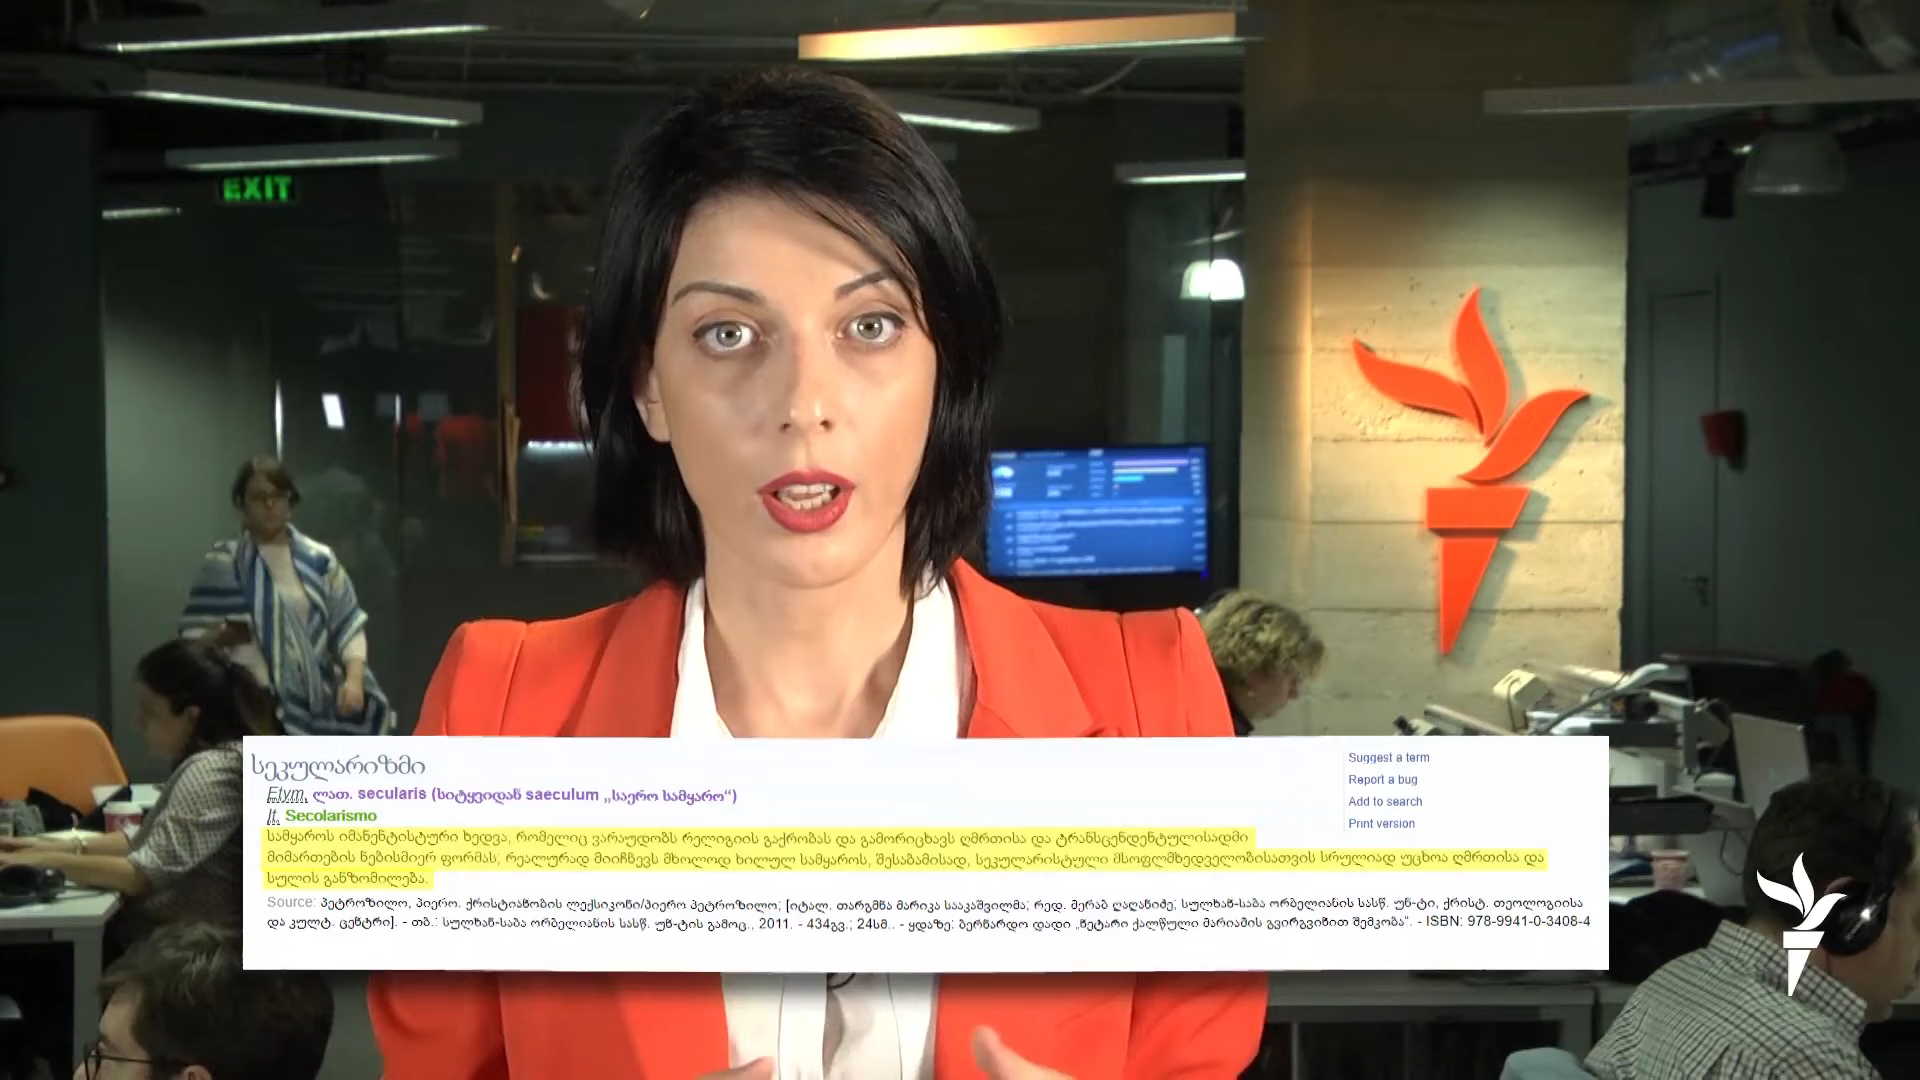 EXIT
სეკულარიზმი
Suggest a term
Etym. ლათ. secularis (სიტყვიდან saeculum „საერო სამყარო“)
Report a bug
It. Secolarismo
Add to search
სამყაროს იმანენტისტური ხედვა, რომელიც ვარაუდობს რელიგიის გაქრობას და გამორიცხავს ღმრთისა და ტრანსცენდენტულისადმი
Print version
მიმართების ნებისმიერ ფორმას; რეალურად მიიჩნევს მხოლოდ ხილულ სამყაროს, შესაბამისად, სეკულარისტული მსოფლმხედველობისათვის სრულიად უცხოა ღმრთისა და
სულის განზომილება.
Source: პეტროზილო, პიერო. ქრისტიანობის ლექსიკონი/პიერო პეტროზილო; [იტალ. თარგმნა მარიკა სააკაშვილმა; რედ. მერაბ ღაღანიძე; სულხან-საბა ორბელიანის სასწ. უნ-ტი, ქრისტ. თეოლოგიისა
და კულტ. ცენტრი]. - თბ.: სულხან-საბა ორბელიანის სასწ. უნ-ტის გამოც., 2011. - 434გვ.; 24სმ.. - ყდაზე: ბერნარდო დადი „ნეტარი ქალწული მარიამის გვირგვინით შემკობა“. - ISBN: 978-9941-0-3408-4